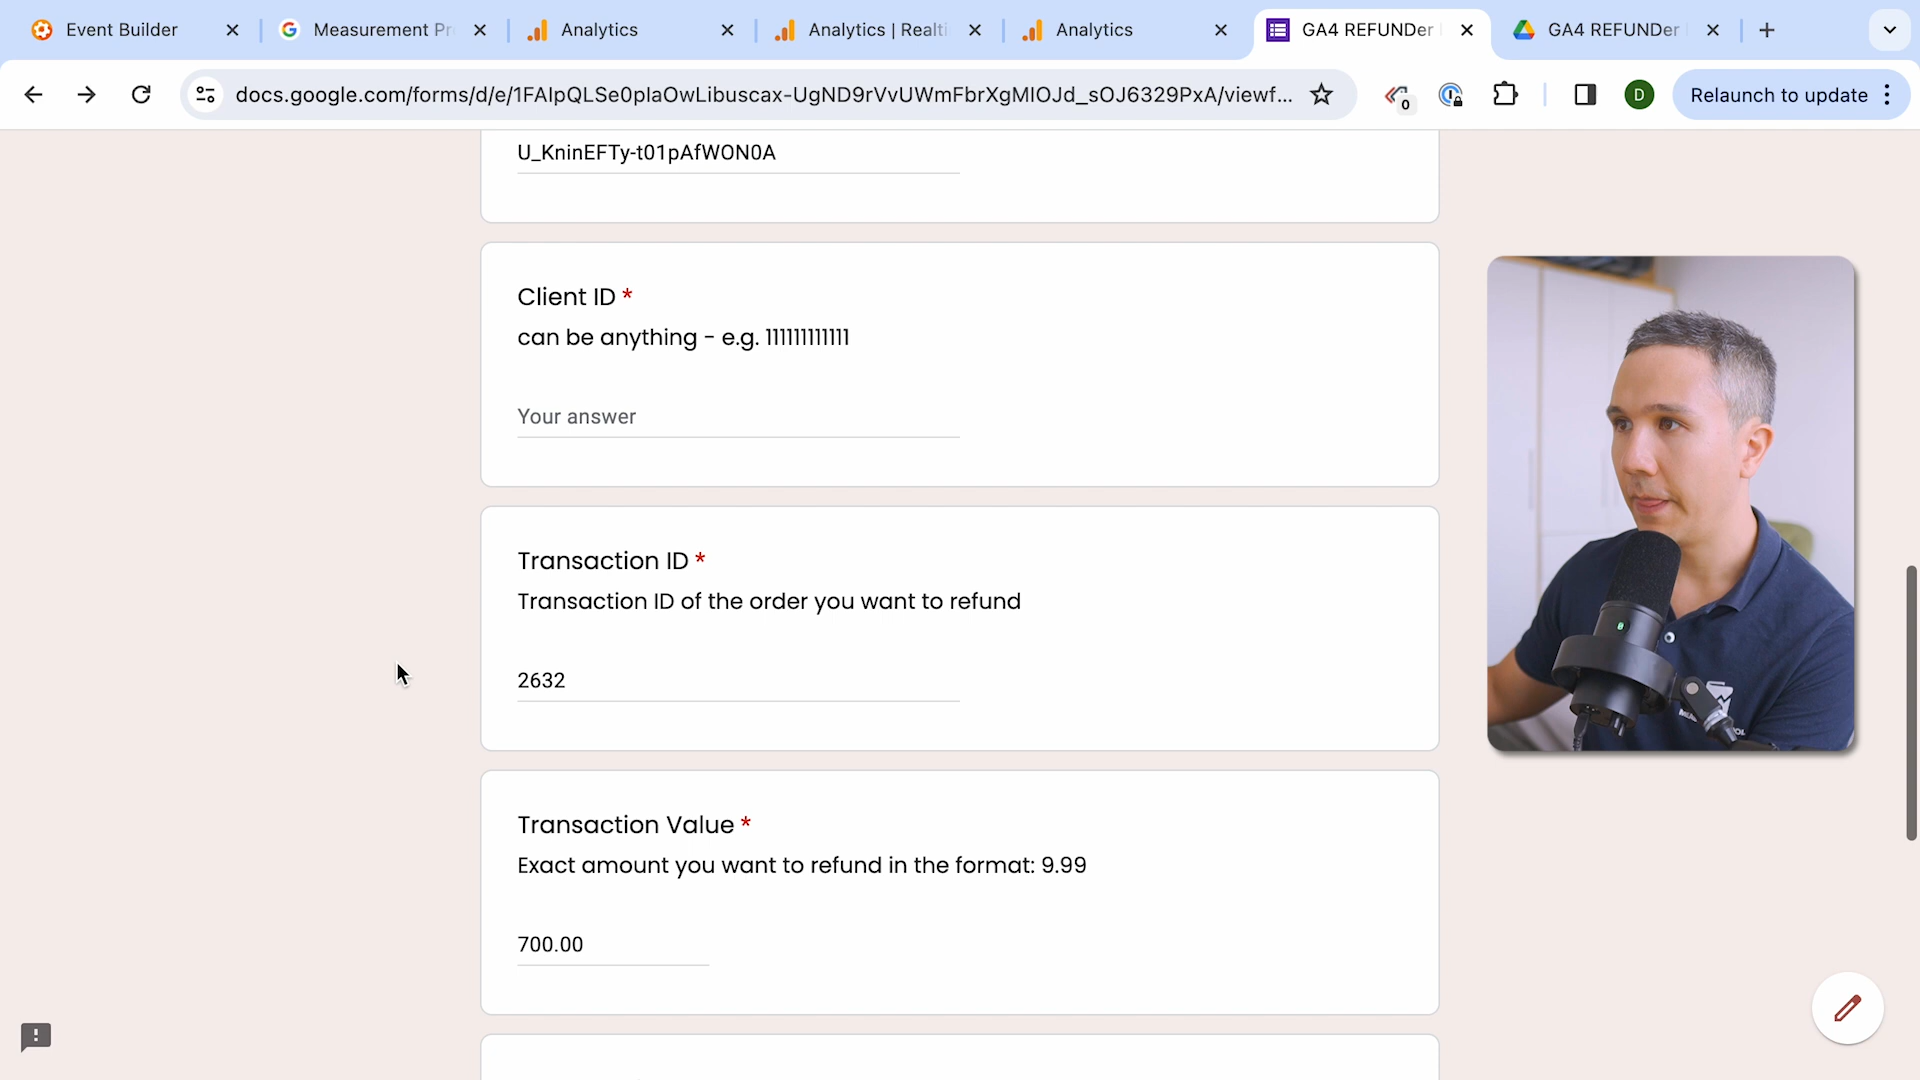 Event Builder
Measurement Pr
Analytics
Analytics | Realti
Analytics
GA4 REFUNDer
GA4 REFUNDer
docs.google.com/forms/d/e/1FAIpQLSe0plaOwLibuscax-UgND9rVvUWmFbrXgMlOJd_sOJ6329PxA/viewf...
0
D
Relaunch to update
U_KninEFTy-t01pAfWON0A
Client ID *
can be anything - e.g. 111111111111
Your answer
Transaction ID *
Transaction ID of the order you want to refund
2632
Transaction Value *
Exact amount you want to refund in the format: 9.99
700.00